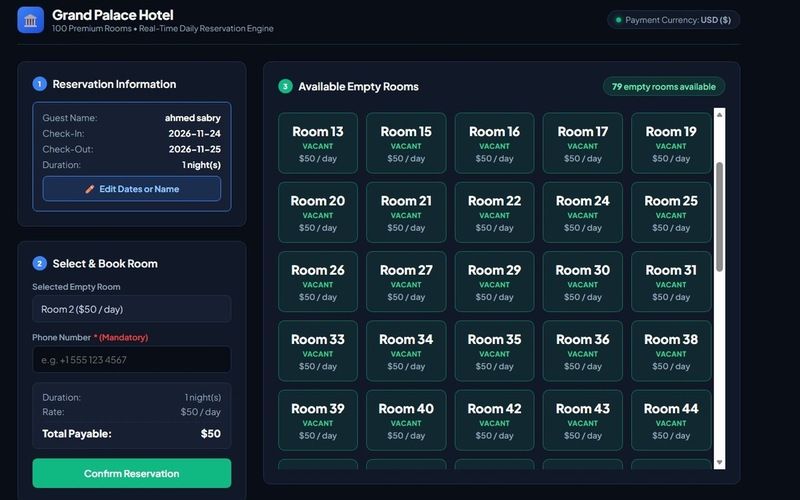 Grand Palace Hotel
100 Premium Rooms • Real-Time Daily Reservation Engine
Payment Currency: USD ($)
1 Reservation Information
Guest Name: ahmed sabry
Check-In: 2026-11-24
Check-Out: 2026-11-25
Duration: 1 night(s)
Edit Dates or Name
2 Select & Book Room
Selected Empty Room
Room 2 ($50 / day)
Phone Number * (Mandatory)
e.g. +1 555 123 4567
Duration: 1 night(s)
Rate: $50 / day
Total Payable: $50
Confirm Reservation
3 Available Empty Rooms
79 empty rooms available
Room 13 Room 15 Room 16 Room 17 Room 19
VACANT VACANT VACANT VACANT VACANT
$50 / day $50 / day $50 / day $50 / day $50 / day
Room 20 Room 21 Room 22 Room 24 Room 25
VACANT VACANT VACANT VACANT VACANT
$50 / day $50 / day $50 / day $50 / day $50 / day
Room 26 Room 27 Room 29 Room 30 Room 31
VACANT VACANT VACANT VACANT VACANT
$50 / day $50 / day $50 / day $50 / day $50 / day
Room 33 Room 34 Room 35 Room 36 Room 38
VACANT VACANT VACANT VACANT VACANT
$50 / day $50 / day $50 / day $50 / day $50 / day
Room 39 Room 40 Room 42 Room 43 Room 44
VACANT VACANT VACANT VACANT VACANT
$50 / day $50 / day $50 / day $50 / day $50 / day